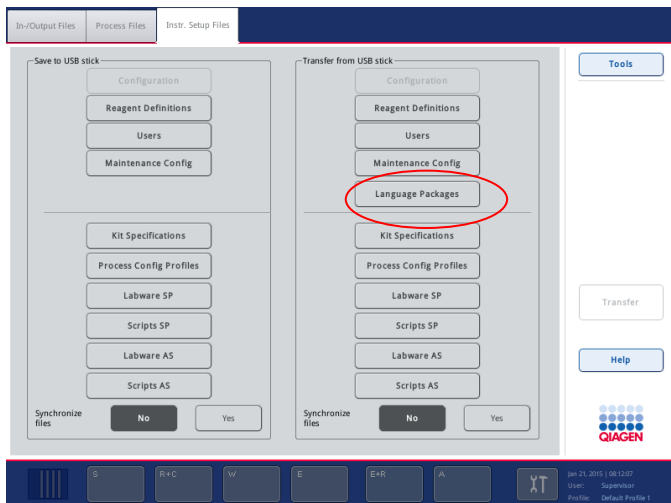 In-/Output Files
Process Files
Instr. Setup Files
Save to USB stick
Configuration
Reagent Definitions
Users
Maintenance Config
Kit Specifications
Process Config Profiles
Labware SP
Scripts SP
Labware AS
Scripts AS
Synchronize
files
No
Yes
Transfer from USB stick
Configuration
Reagent Definitions
Users
Maintenance Config
Language Packages
Kit Specifications
Process Config Profiles
Labware SP
Scripts SP
Labware AS
Scripts AS
Synchronize
files
No
Yes
Tools
Transfer
Help
QIAGEN
S
R+C
W
E
E+R
A
Jan 21, 2015 | 08:12:07
User: Supervisor
Profile: Default Profile 1